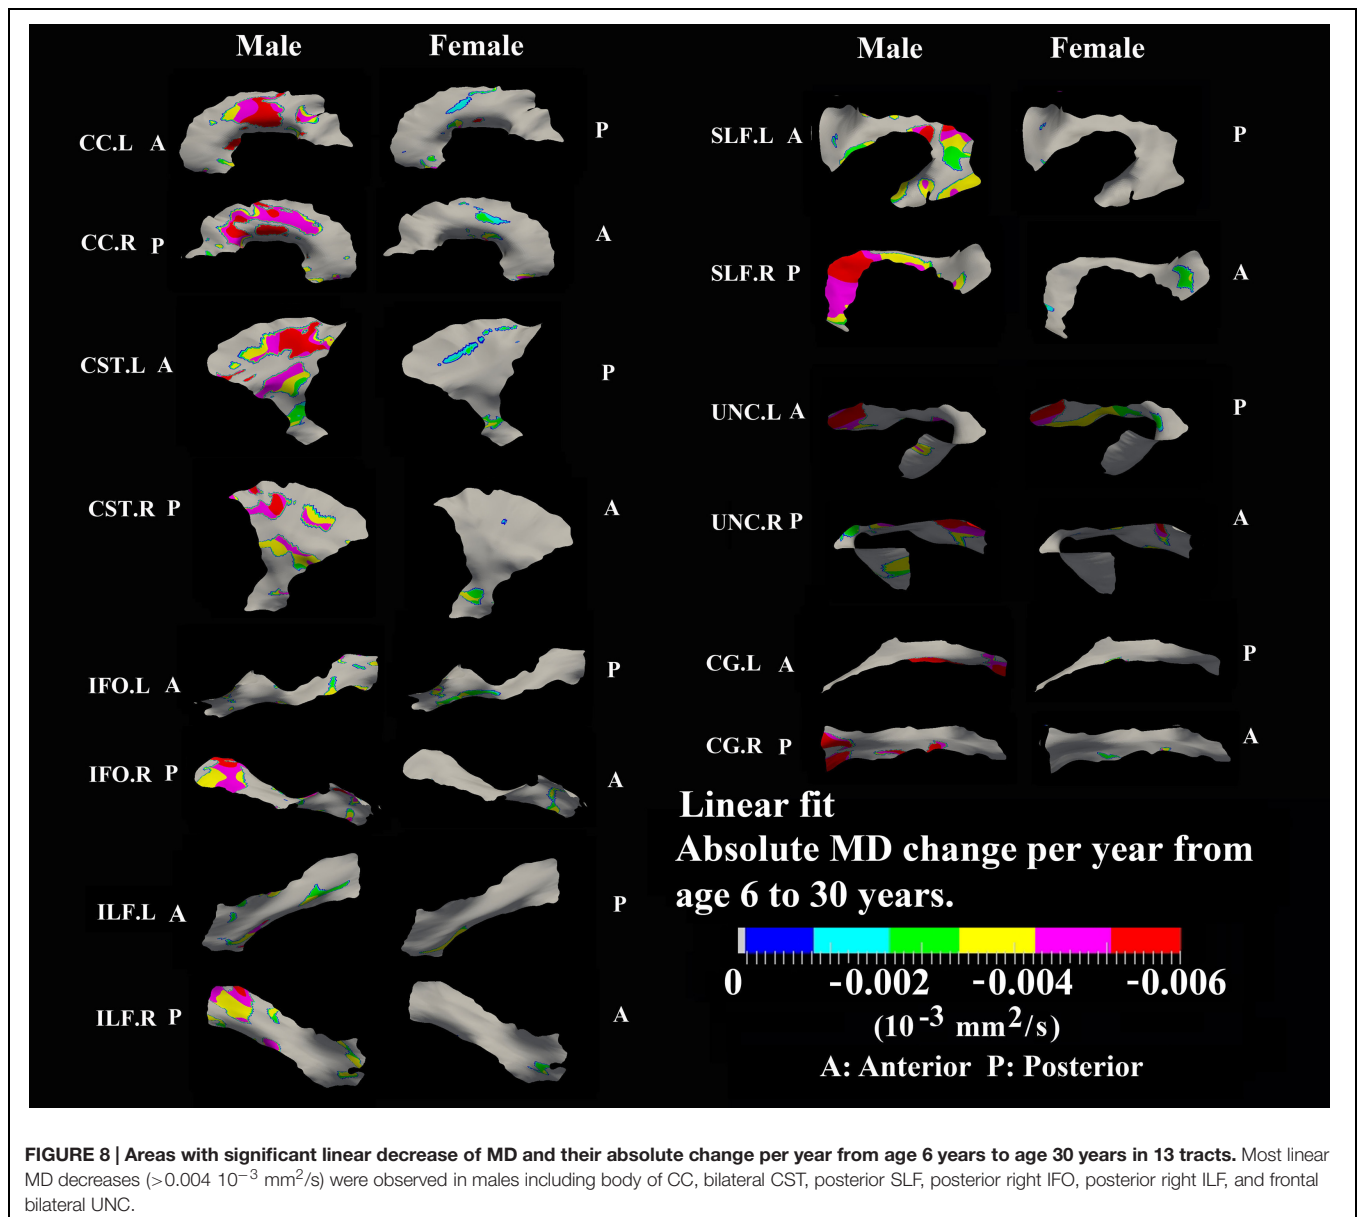 Male Female
CC.L A P
CC.R P A
CST.L A P
CST.R P A
IFO.L A P
IFO.R P A
ILF.L A P
ILF.R P A
Male Female
SLF.L A P
SLF.R P A
UNC.L A P
UNC.R P A
CG.L A P
CG.R P A
Linear fit
Absolute MD change per year from
age 6 to 30 years.
0 -0.002 -0.004 -0.006
(10⁻³ mm²/s)
A: Anterior P: Posterior
FIGURE 8 | Areas with significant linear decrease of MD and their absolute change per year from age 6 years to age 30 years in 13 tracts. Most linear
MD decreases (>0.004 10⁻³ mm²/s) were observed in males including body of CC, bilateral CST, posterior SLF, posterior right IFO, posterior right ILF, and frontal
bilateral UNC.